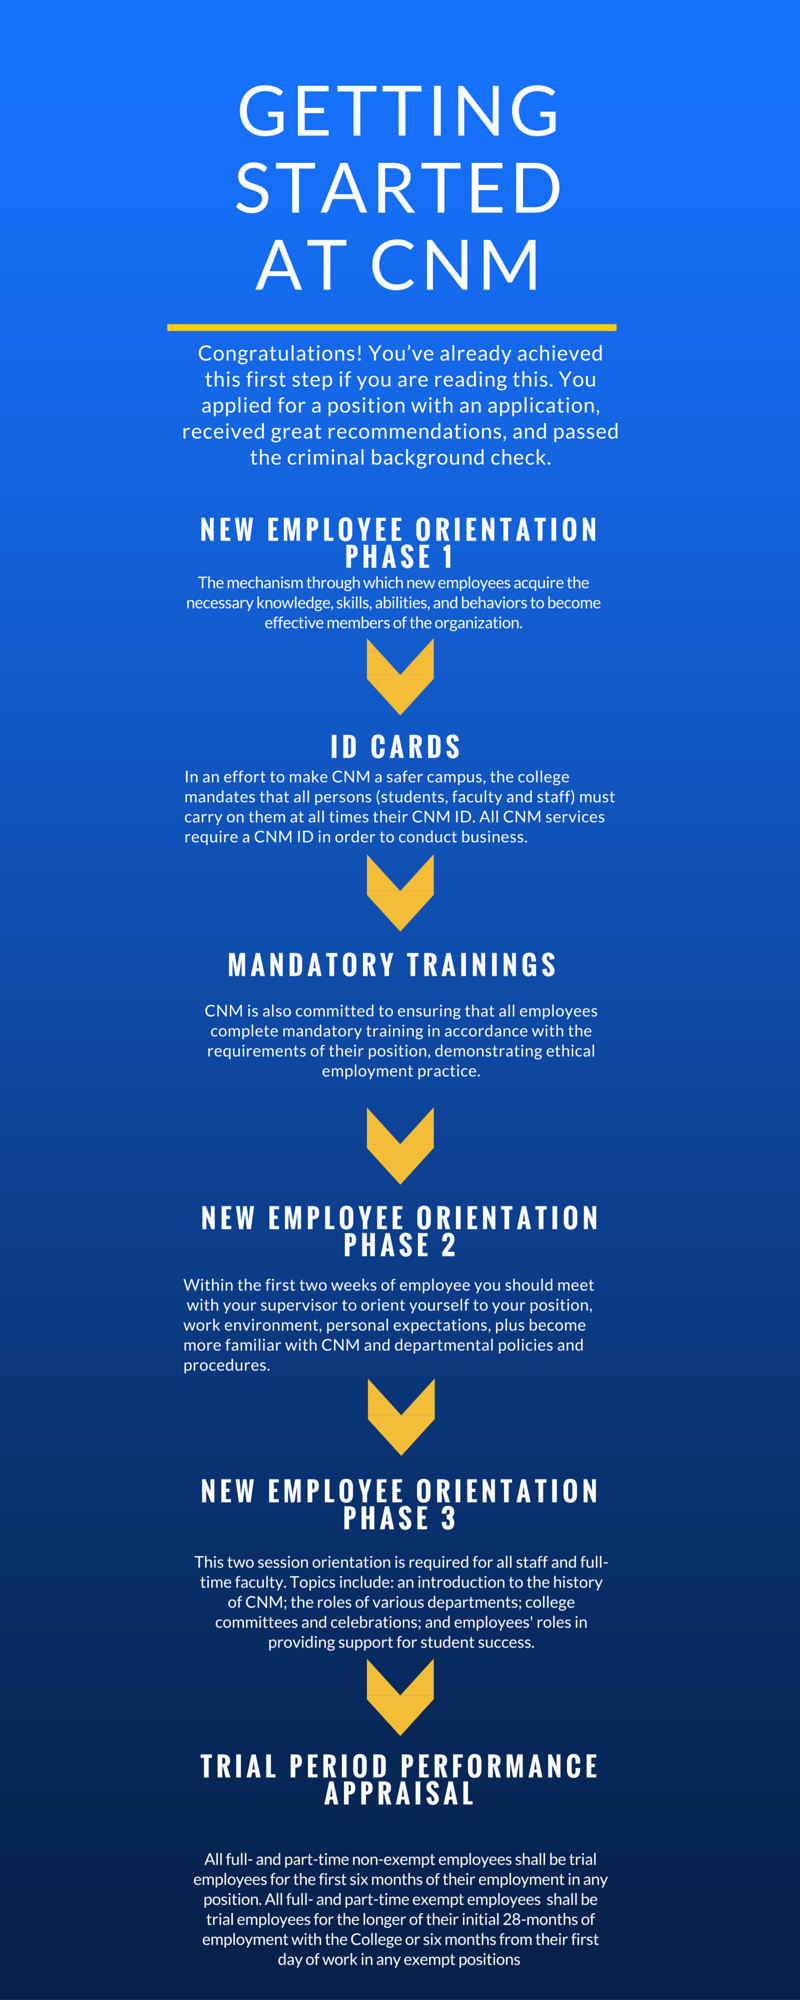 GETTING
STARTED
AT CNM
Congratulations! You’ve already achieved
this first step if you are reading this. You
applied for a position with an application,
received great recommendations, and passed
the criminal background check.
NEW EMPLOYEE ORIENTATION
PHASE 1
The mechanism through which new employees acquire the
necessary knowledge, skills, abilities, and behaviors to become
effective members of the organization.
ID CARDS
In an effort to make CNM a safer campus, the college
mandates that all persons (students, faculty and staff) must
carry on them at all times their CNM ID. All CNM services
require a CNM ID in order to conduct business.
MANDATORY TRAININGS
CNM is also committed to ensuring that all employees
complete mandatory training in accordance with the
requirements of their position, demonstrating ethical
employment practice.
NEW EMPLOYEE ORIENTATION
PHASE 2
Within the first two weeks of employee you should meet
with your supervisor to orient yourself to your position,
work environment, personal expectations, plus become
more familiar with CNM and departmental policies and
procedures.
NEW EMPLOYEE ORIENTATION
PHASE 3
This two session orientation is required for all staff and full-
time faculty. Topics include: an introduction to the history
of CNM; the roles of various departments; college
committees and celebrations; and employees' roles in
providing support for student success.
TRIAL PERIOD PERFORMANCE
APPRAISAL
All full- and part-time non-exempt employees shall be trial
employees for the first six months of their employment in any
position. All full- and part-time exempt employees shall be
trial employees for the longer of their initial 28-months of
employment with the College or six months from their first
day of work in any exempt positions